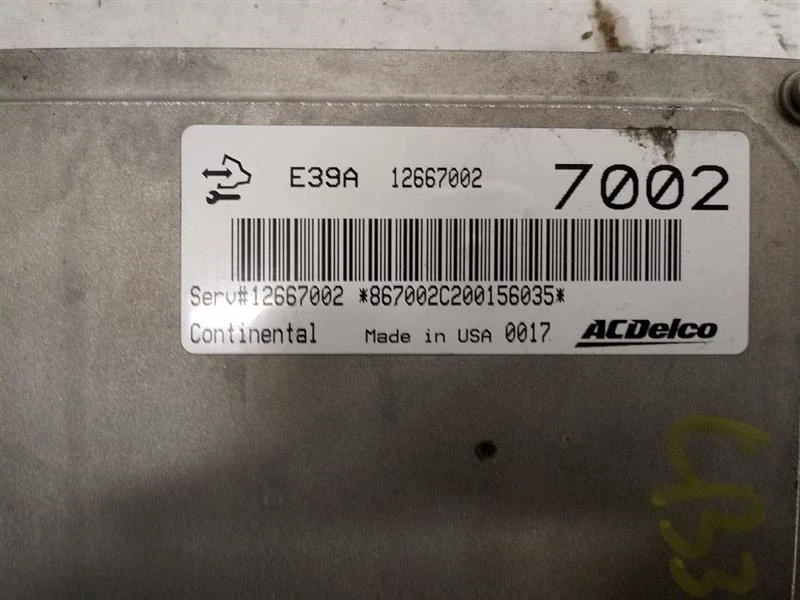 E39A 12667002 7002
Serv#12667002 *867002C200156035*
Continental Made in USA 0017 ACDelco